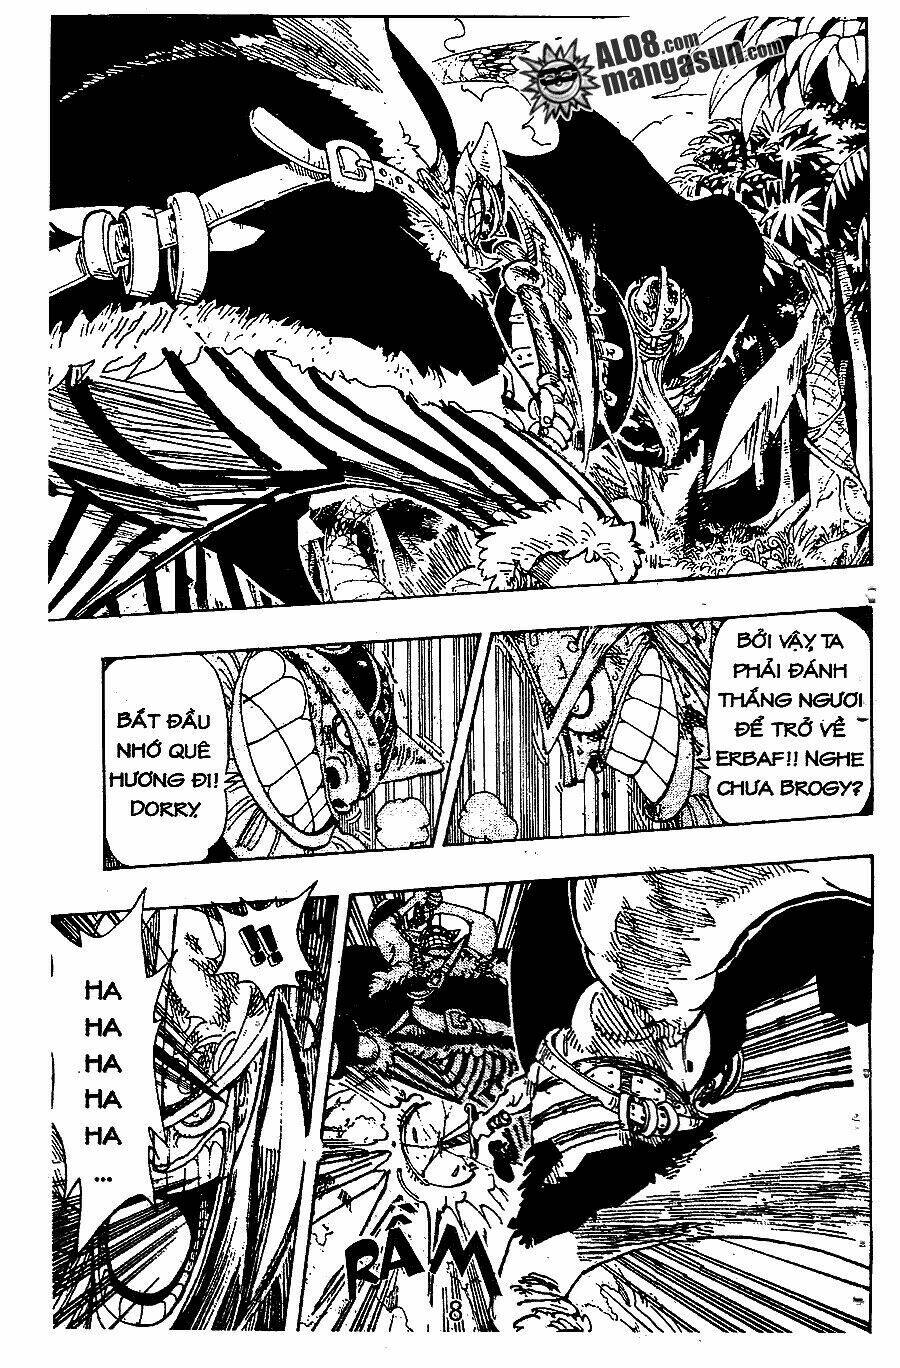 ALO8.com
mangasun.com
BỞI VẬY, TA
PHẢI ĐÁNH
THẮNG NGƯƠI
ĐỂ TRỞ VỀ
ERBAF!! NGHE
CHƯA BROGY?
BẮT ĐẦU
NHỚ QUÊ
HƯƠNG ĐI!
DORRY.
!!
HA
HA
HA
HA
HA
...
RẦM
8